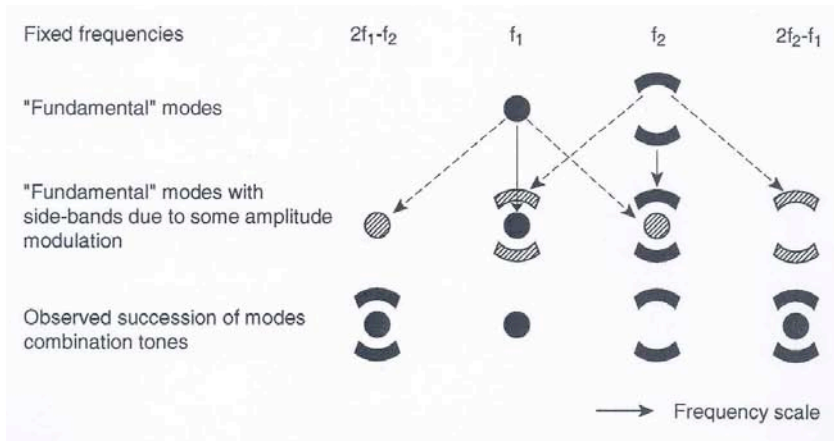 Fixed frequencies 2f1-f2 f1 f2 2f2-f1
"Fundamental" modes
"Fundamental" modes with
side-bands due to some amplitude
modulation
Observed succession of modes
combination tones
Frequency scale